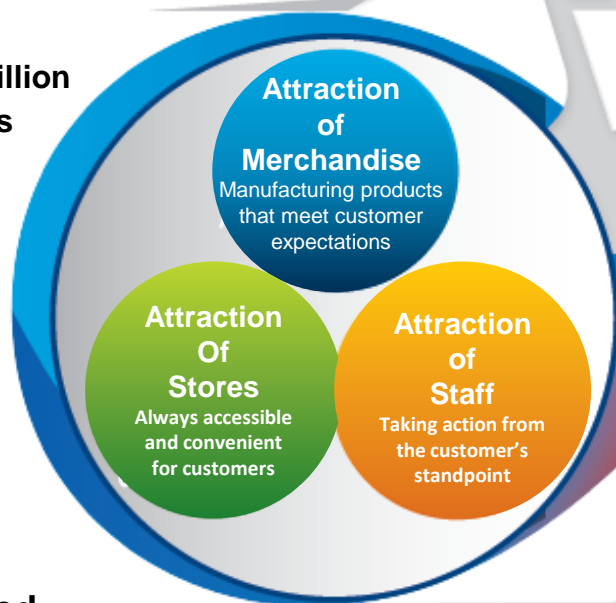 illion
s
Attraction
of
Merchandise
Manufacturing products
that meet customer
expectations
Attraction
Of
Stores
Always accessible
and convenient
for customers
Attraction
of
Staff
Taking action from
the customer’s
standpoint